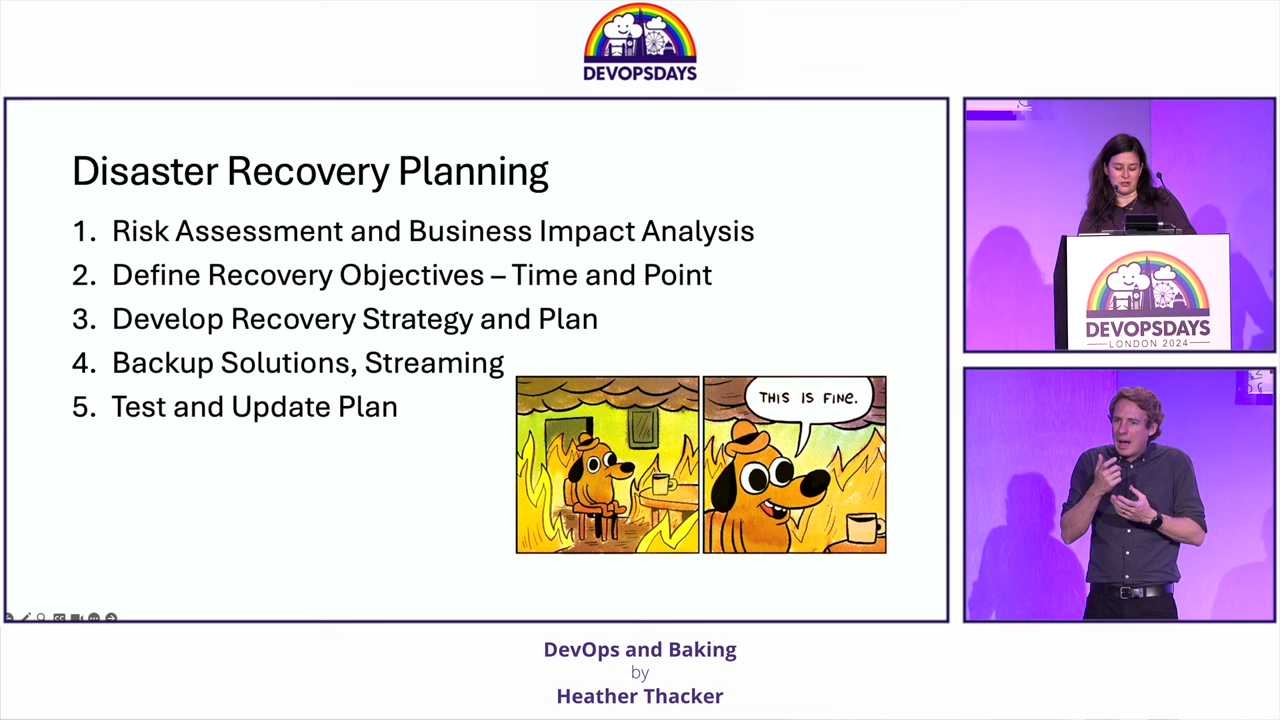 DEVOPSDAYS
Disaster Recovery Planning
1. Risk Assessment and Business Impact Analysis
2. Define Recovery Objectives – Time and Point
3. Develop Recovery Strategy and Plan
4. Backup Solutions, Streaming
5. Test and Update Plan
THIS IS FINE.
DEVOPSDAYS
LONDON 2024
DevOps and Baking
by
Heather Thacker